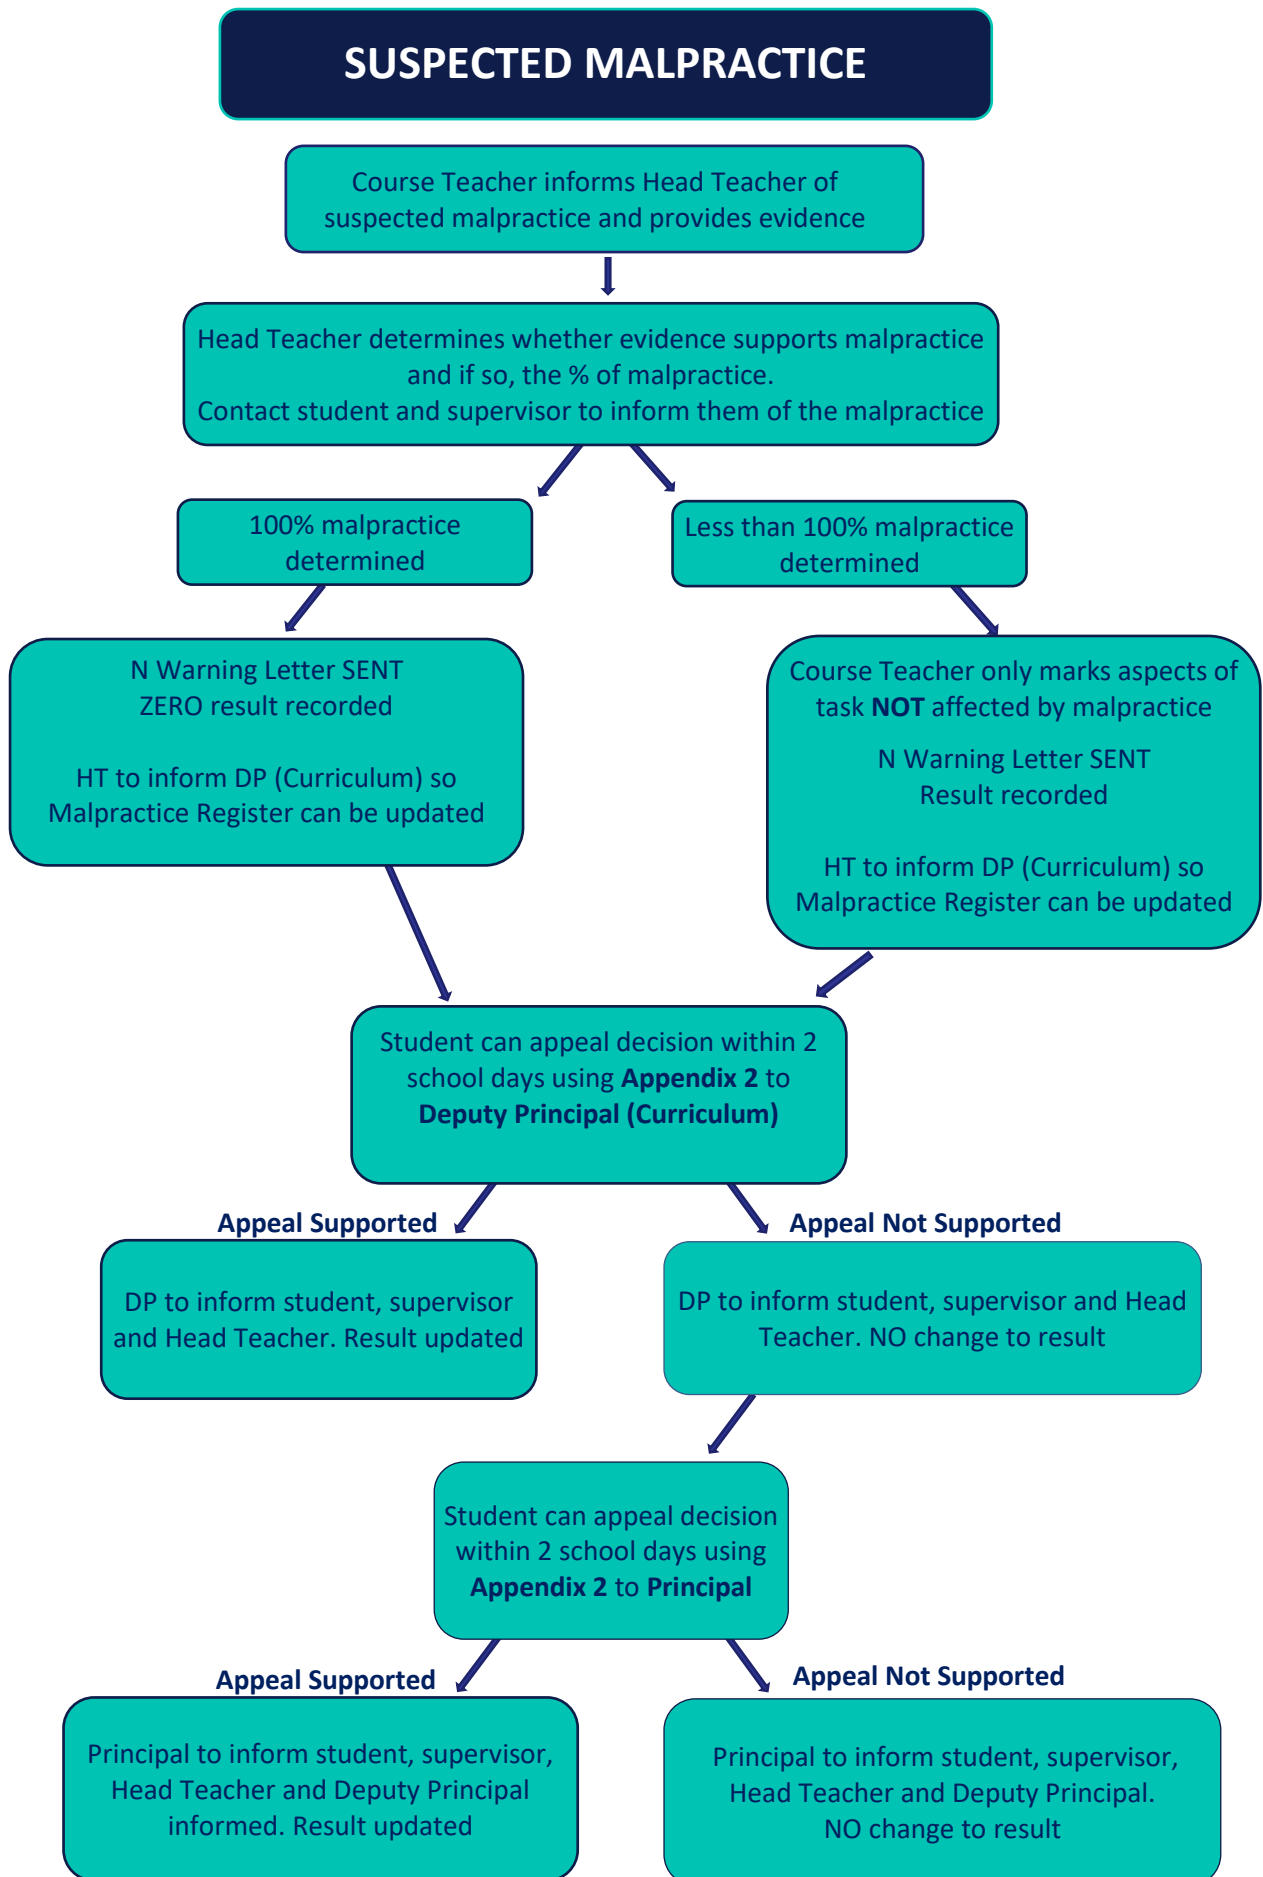 SUSPECTED MALPRACTICE
Course Teacher informs Head Teacher of
suspected malpractice and provides evidence
Head Teacher determines whether evidence supports malpractice
and if so, the % of malpractice.
Contact student and supervisor to inform them of the malpractice
100% malpractice
determined
Less than 100% malpractice
determined
N Warning Letter SENT
ZERO result recorded
HT to inform DP (Curriculum) so
Malpractice Register can be updated
Course Teacher only marks aspects of
task NOT affected by malpractice
N Warning Letter SENT
Result recorded
HT to inform DP (Curriculum) so
Malpractice Register can be updated
Student can appeal decision within 2
school days using Appendix 2 to
Deputy Principal (Curriculum)
Appeal Supported
Appeal Not Supported
DP to inform student, supervisor
and Head Teacher. Result updated
DP to inform student, supervisor and Head
Teacher. NO change to result
Student can appeal decision
within 2 school days using
Appendix 2 to Principal
Appeal Supported
Appeal Not Supported
Principal to inform student, supervisor,
Head Teacher and Deputy Principal
informed. Result updated
Principal to inform student, supervisor,
Head Teacher and Deputy Principal.
NO change to result